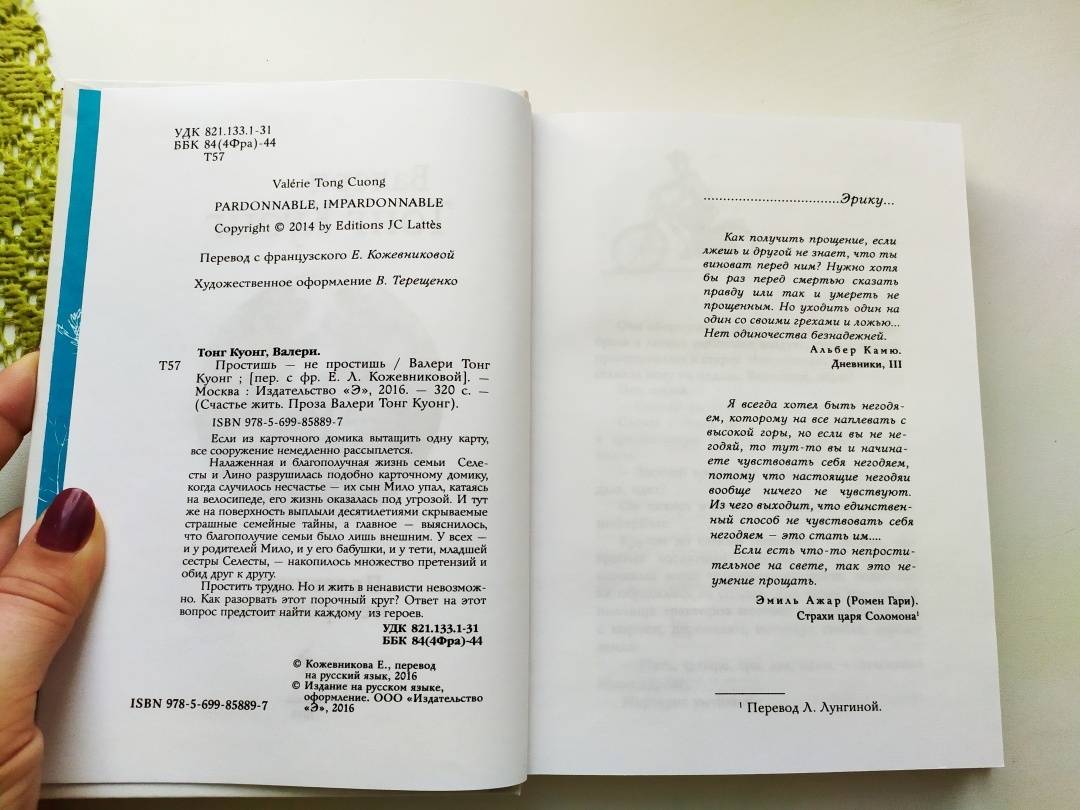 УДК 821.133.1-31
ББК 84(4Фра)-44
Т57
Valérie Tong Cuong
PARDONNABLE, IMPARDONNABLE
Copyright © 2014 by Editions JC Lattès
Перевод с французского Е. Кожевниковой
Художественное оформление В. Терещенко
Тонг Куонг, Валери.
Т57 Простишь — не простишь / Валери Тонг
Куонг ; [пер. с фр. Е. Л. Кожевниковой]. —
Москва : Издательство «Э», 2016. — 320 с. —
(Счастье жить. Проза Валери Тонг Куонг).
ISBN 978-5-699-85889-7
Если из карточного домика вытащить одну карту,
все сооружение немедленно рассыплется.
Налаженная и благополучная жизнь семьи Селе-
сты и Лино разрушилась подобно карточному домику,
когда случилось несчастье — их сын Мило упал, катаясь
на велосипеде, его жизнь оказалась под угрозой. И тут
же на поверхность выплыли десятилетиями скрываемые
страшные семейные тайны, а главное — выяснилось,
что благополучие семьи было лишь внешним. У всех —
и у родителей Мило, и у его бабушки, и у тети, младшей
сестры Селесты, — накопилось множество претензий и
обид друг к другу.
Простить трудно. Но и жить в ненависти невозмож-
но. Как разорвать этот порочный круг? Ответ на этот
вопрос предстоит найти каждому из героев.
УДК 821.133.1-31
ББК 84(4Фра)-44
© Кожевникова Е., перевод
на русский язык, 2016
© Издание на русском языке,
оформление. ООО «Издательство
«Э», 2016
ISBN 978-5-699-85889-7
.....................................Эрику...
Как получить прощение, если
лжешь и другой не знает, что ты
виноват перед ним? Нужно хотя
бы раз перед смертью сказать
правду или так и умереть не
прощенным. Но уходить один на
один со своими грехами и ложью...
Нет одиночества безнадежней.
Альбер Камю.
Дневники, III
Я всегда хотел быть негодя-
ем, которому на все наплевать с
высокой горы, но если вы не не-
годяй, то тут-то вы и начина-
ете чувствовать себя негодяем,
потому что настоящие негодяи
вообще ничего не чувствуют.
Из чего выходит, что единствен-
ный способ не чувствовать себя
негодяем – это стать им....
Если есть что-то непрости-
тельное на свете, так это не-
умение прощать.
Эмиль Ажар (Ромен Гари).
Страхи царя Соломона¹
¹ Перевод Л. Лунгиной.